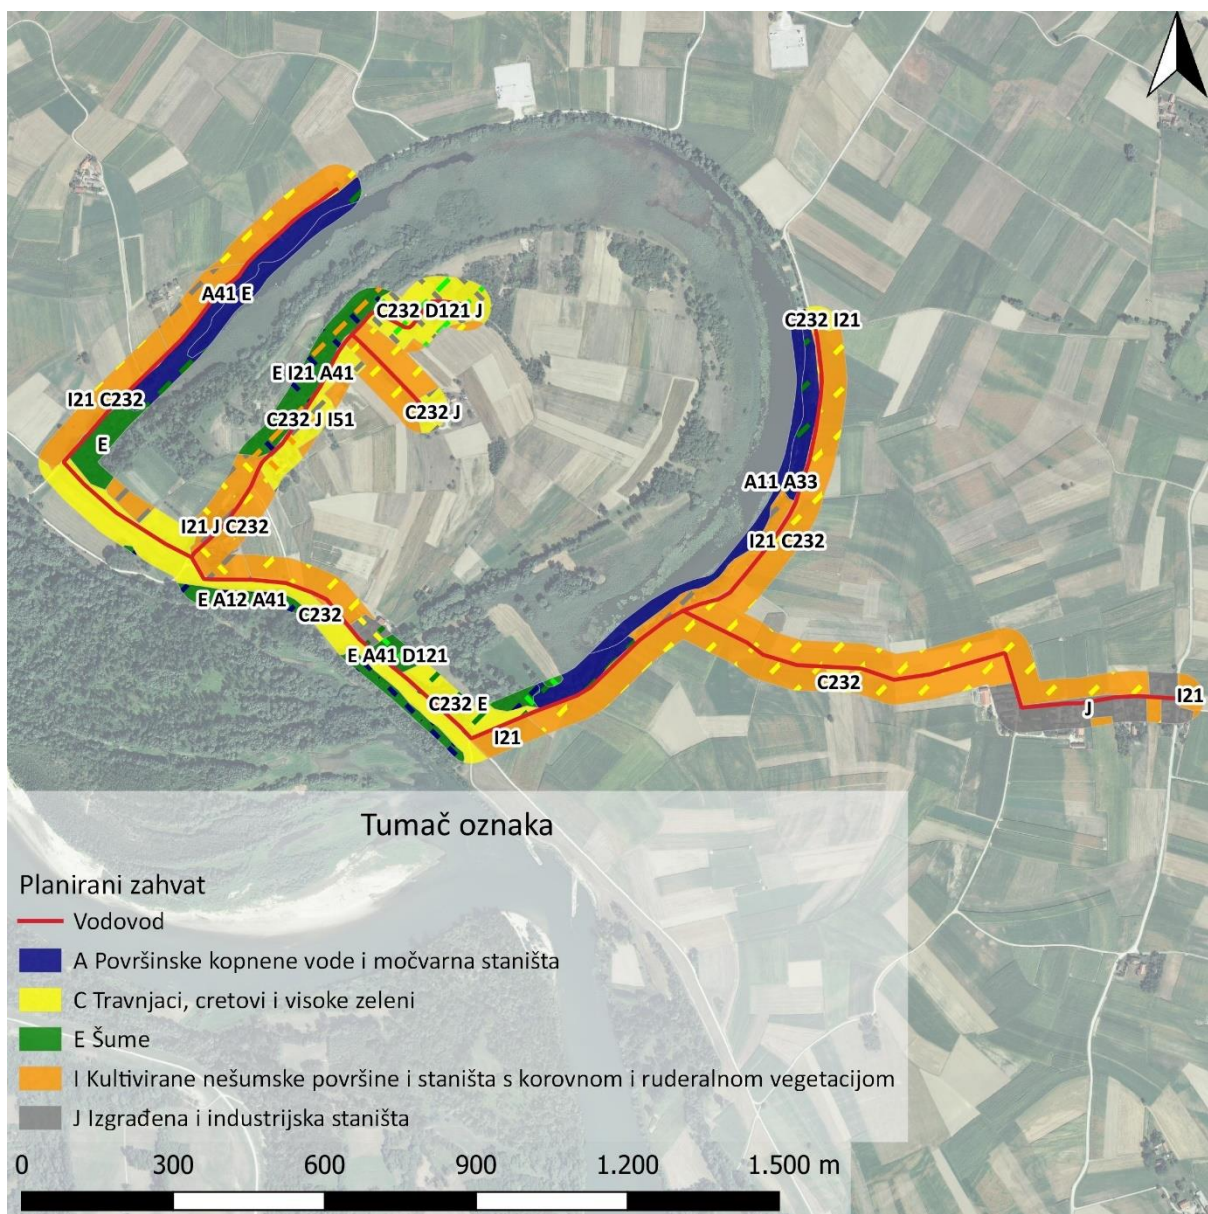 A41 E
C232 D121 J
C232 I21
E I21 A41
I21 C232
C232 J
C232 J I51
E
A11 A33
I21 J C232
I21 C232
E A12 A41
C232
E A41 D121
C232
I21
C232 E
J
I21
Tumač oznaka
Planirani zahvat
Vodovod
A Površinske kopnene vode i močvarna staništa
C Travnjaci, cretovi i visoke zeleni
E Šume
I Kultivirane nešumske površine i staništa s korovnom i ruderalnom vegetacijom
J Izgrađena i industrijska staništa
0 300 600 900 1.200 1.500 m